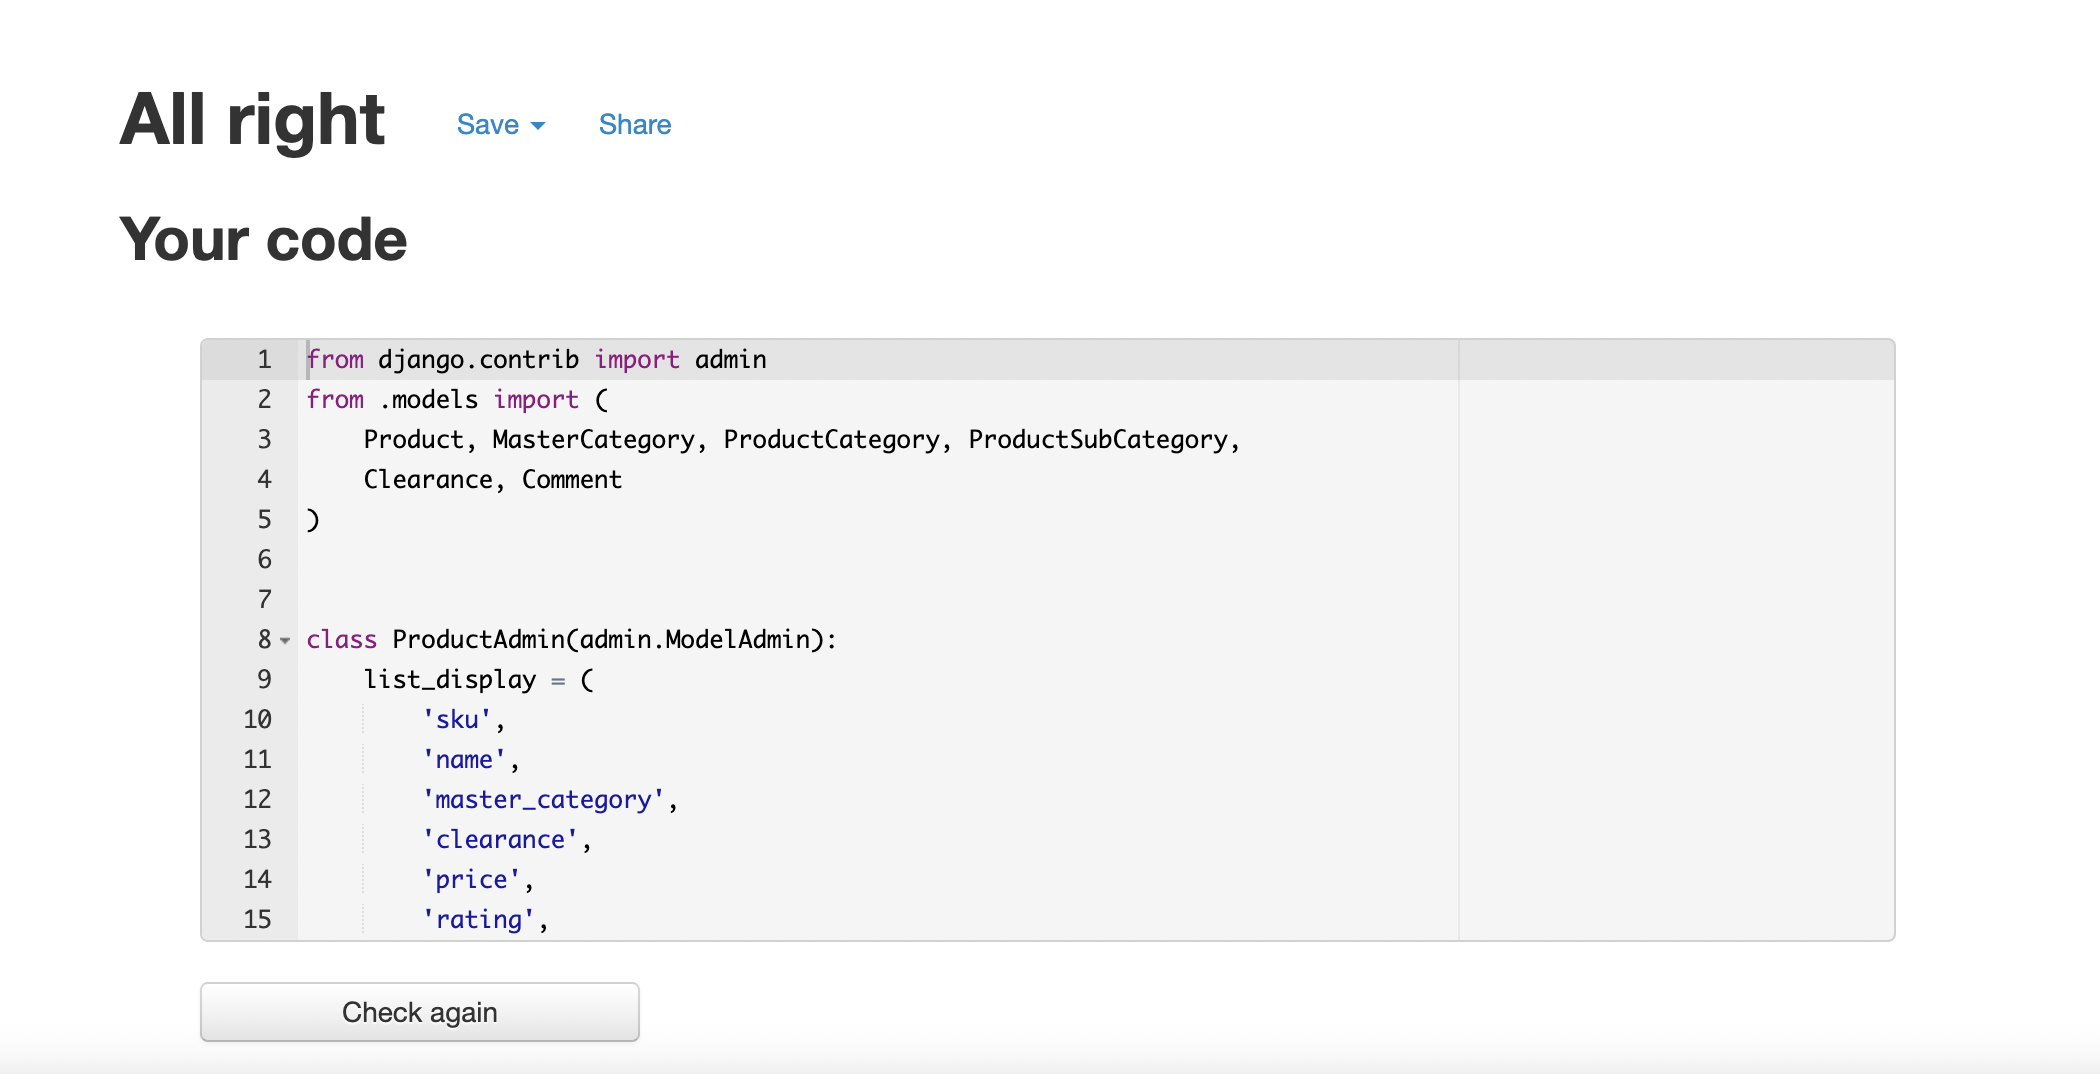 All right
Save Share
Your code
1 from django.contrib import admin
2 from .models import (
3     Product, MasterCategory, ProductCategory, ProductSubCategory,
4     Clearance, Comment
5 )
6
7
8 class ProductAdmin(admin.ModelAdmin):
9     list_display = (
10         'sku',
11         'name',
12         'master_category',
13         'clearance',
14         'price',
15         'rating',
Check again